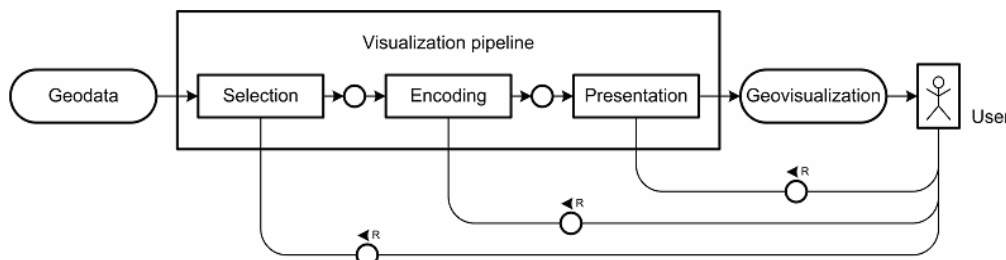 Visualization pipeline
Geodata
Selection
Encoding
Presentation
Geovisualization
User
R
R
R